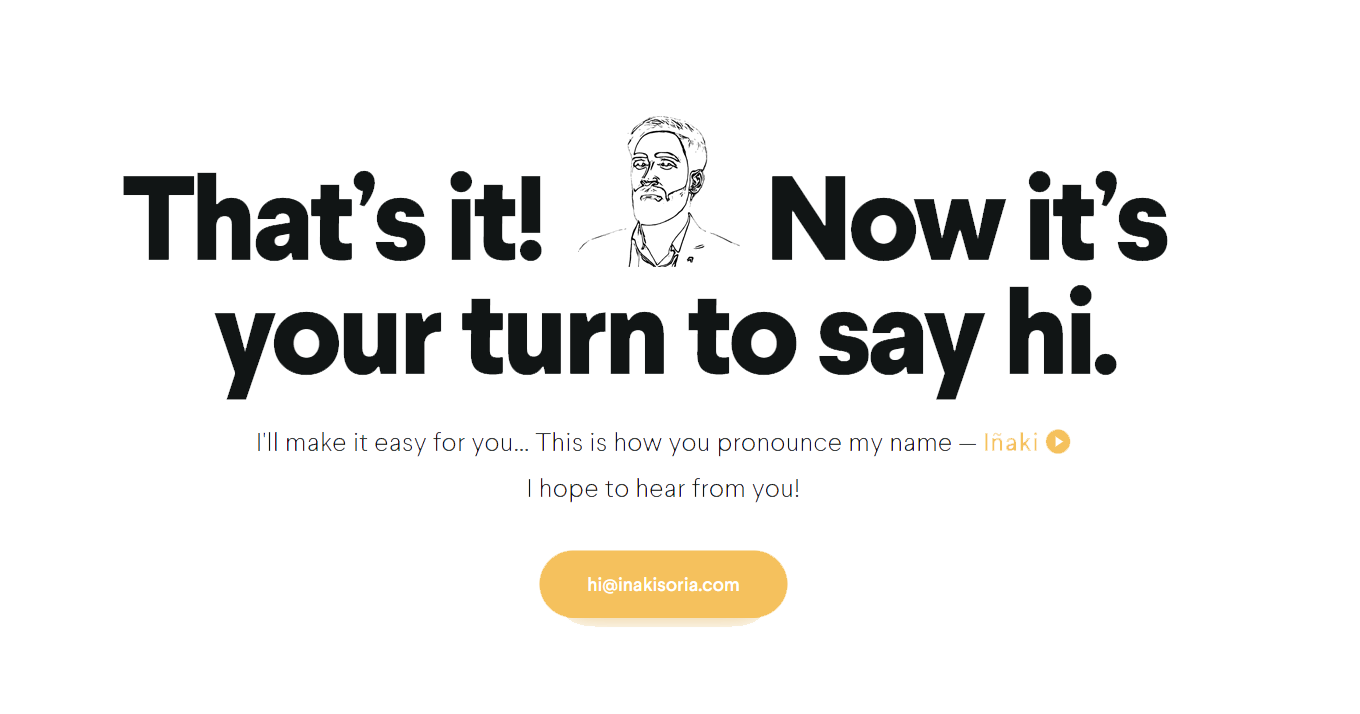 That’s it! Now it’s
your turn to say hi.
I'll make it easy for you... This is how you pronounce my name — Iñaki
I hope to hear from you!
hi@inakisoria.com